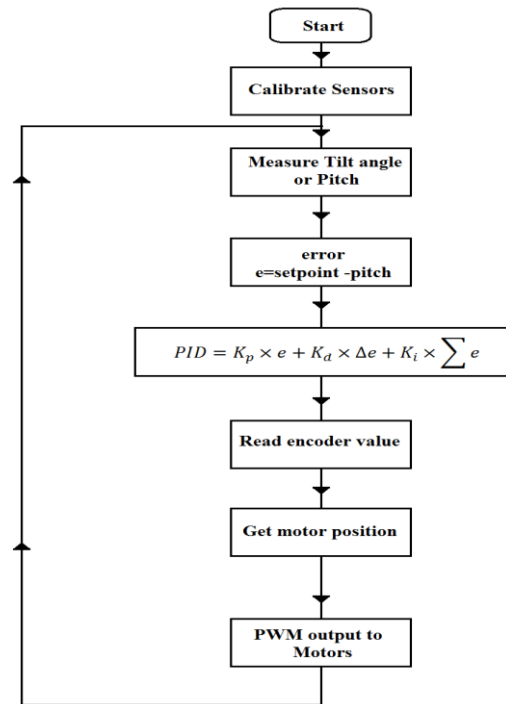 Start
Calibrate Sensors
Measure Tilt angle
or Pitch
error
e=setpoint -pitch
PID = K_p × e + K_d × Δe + K_i × ∑ e
Read encoder value
Get motor position
PWM output to
Motors